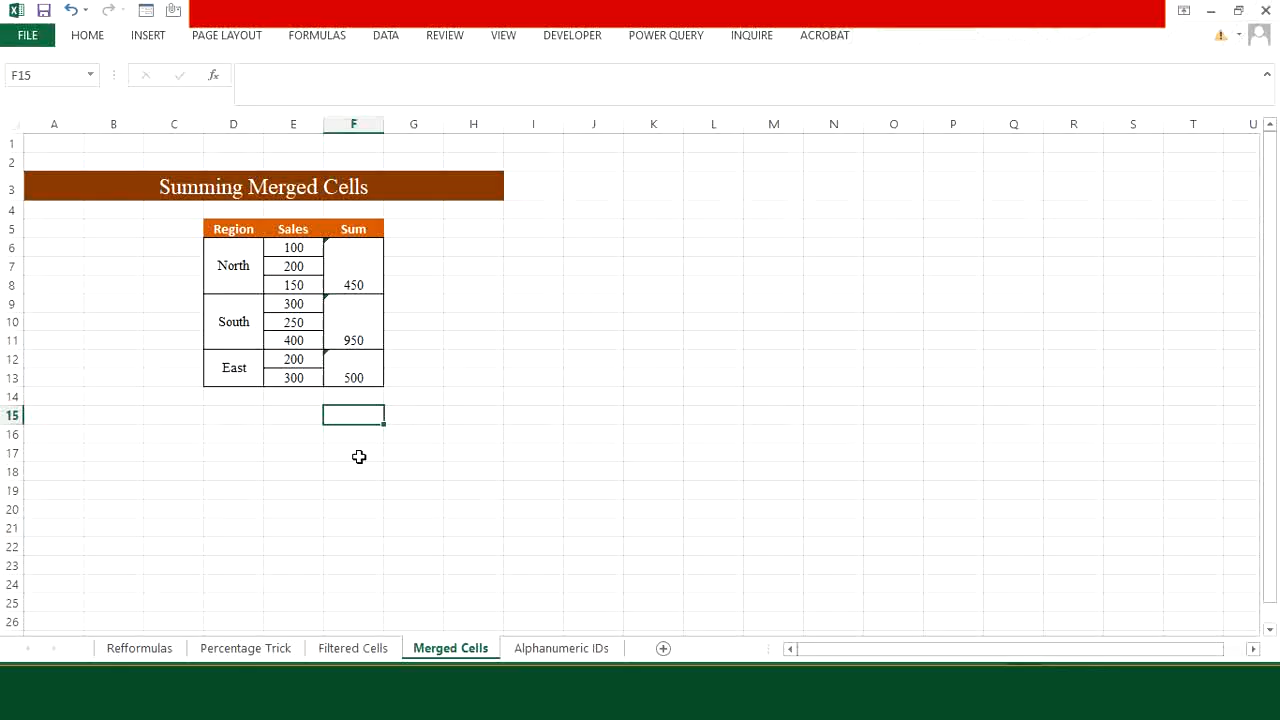 FILE HOME INSERT PAGE LAYOUT FORMULAS DATA REVIEW VIEW DEVELOPER POWER QUERY INQUIRE ACROBAT
F15 fx
A B C D E F G H I J K L M N O P Q R S T U
1
2
3 Summing Merged Cells
4
5 Region Sales Sum
6 100
7 North 200
8 150 450
9 300
10 South 250
11 400 950
12 200
East
13 300 500
14
15
16
17
18
19
20
21
22
23
24
25
26
Refformulas Percentage Trick Filtered Cells Merged Cells Alphanumeric IDs